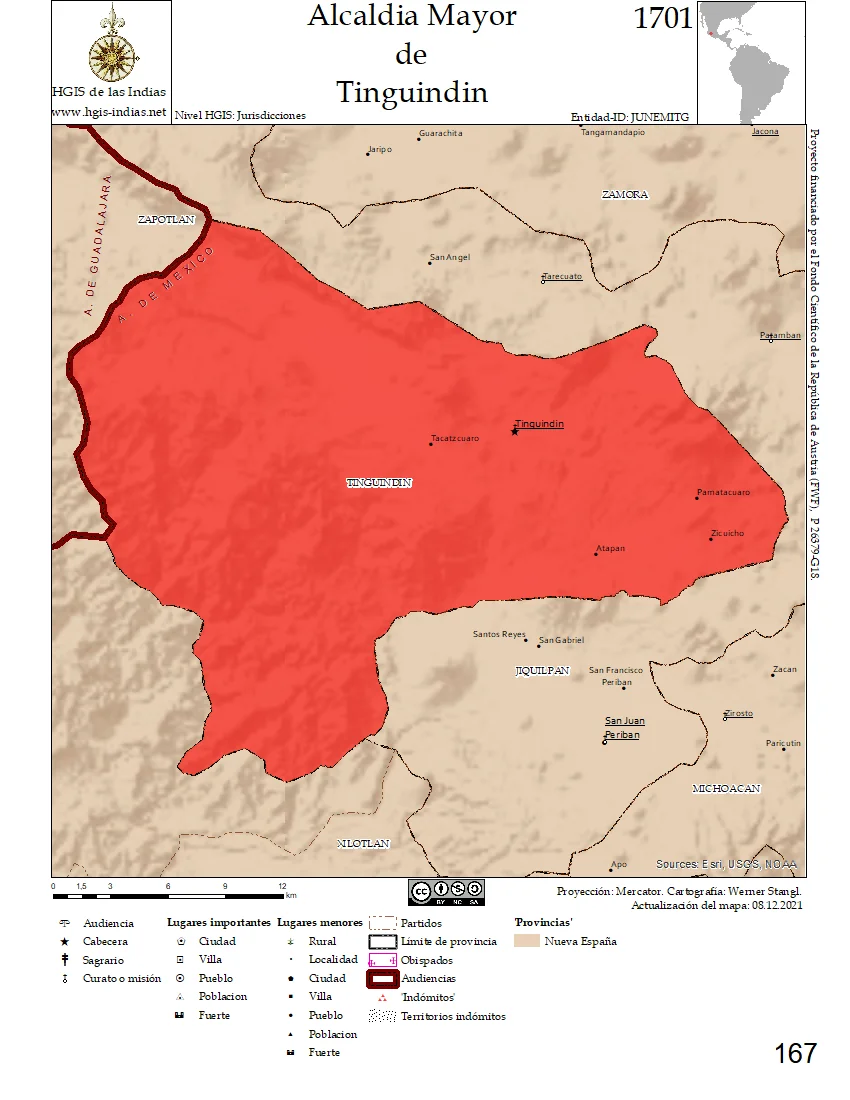 Alcaldia Mayor
de
Tinguindin
1701
HGIS de las Indias
www.hgis-indias.net
Nivel HGIS: Jurisdicciones
Entidad-ID: JUNEMITG
Proyecto financiado por el Fondo Científico de la República de Austria (FWF), P 26379-G18.
Guarachita
Tangamandapio
Jacona
Jaripo
ZAMORA
A. DE GUADALAJARA
ZAPOTLAN
A. DE MEXICO
San Angel
Tarecuato
Patamban
Tinguindin
Tacatzcuaro
TINGUINDIN
Pamatacuaro
Zicuicho
Atapan
Santos Reyes
San Gabriel
JIQUILPAN
San Francisco
Periban
Zacan
San Juan
Periban
Zirosto
Paricutin
MICHOACAN
XILOTLAN
Apo
Sources: Esri, USGS, NOAA
0 1,5 3 6 9 12
km
CC BY NC SA
Proyección: Mercator. Cartografía: Werner Stangl.
Actualización del mapa: 08.12.2021
Audiencia
Cabecera
Sagrario
Curato o misión
Lugares importantes
Ciudad
Villa
Pueblo
Poblacion
Fuerte
Lugares menores
Rural
Localidad
Ciudad
Villa
Pueblo
Poblacion
Fuerte
Partidos
Límite de provincia
Obispados
Audiencias
'Indómitos'
Territorios indómitos
'Provincias'
Nueva España
167